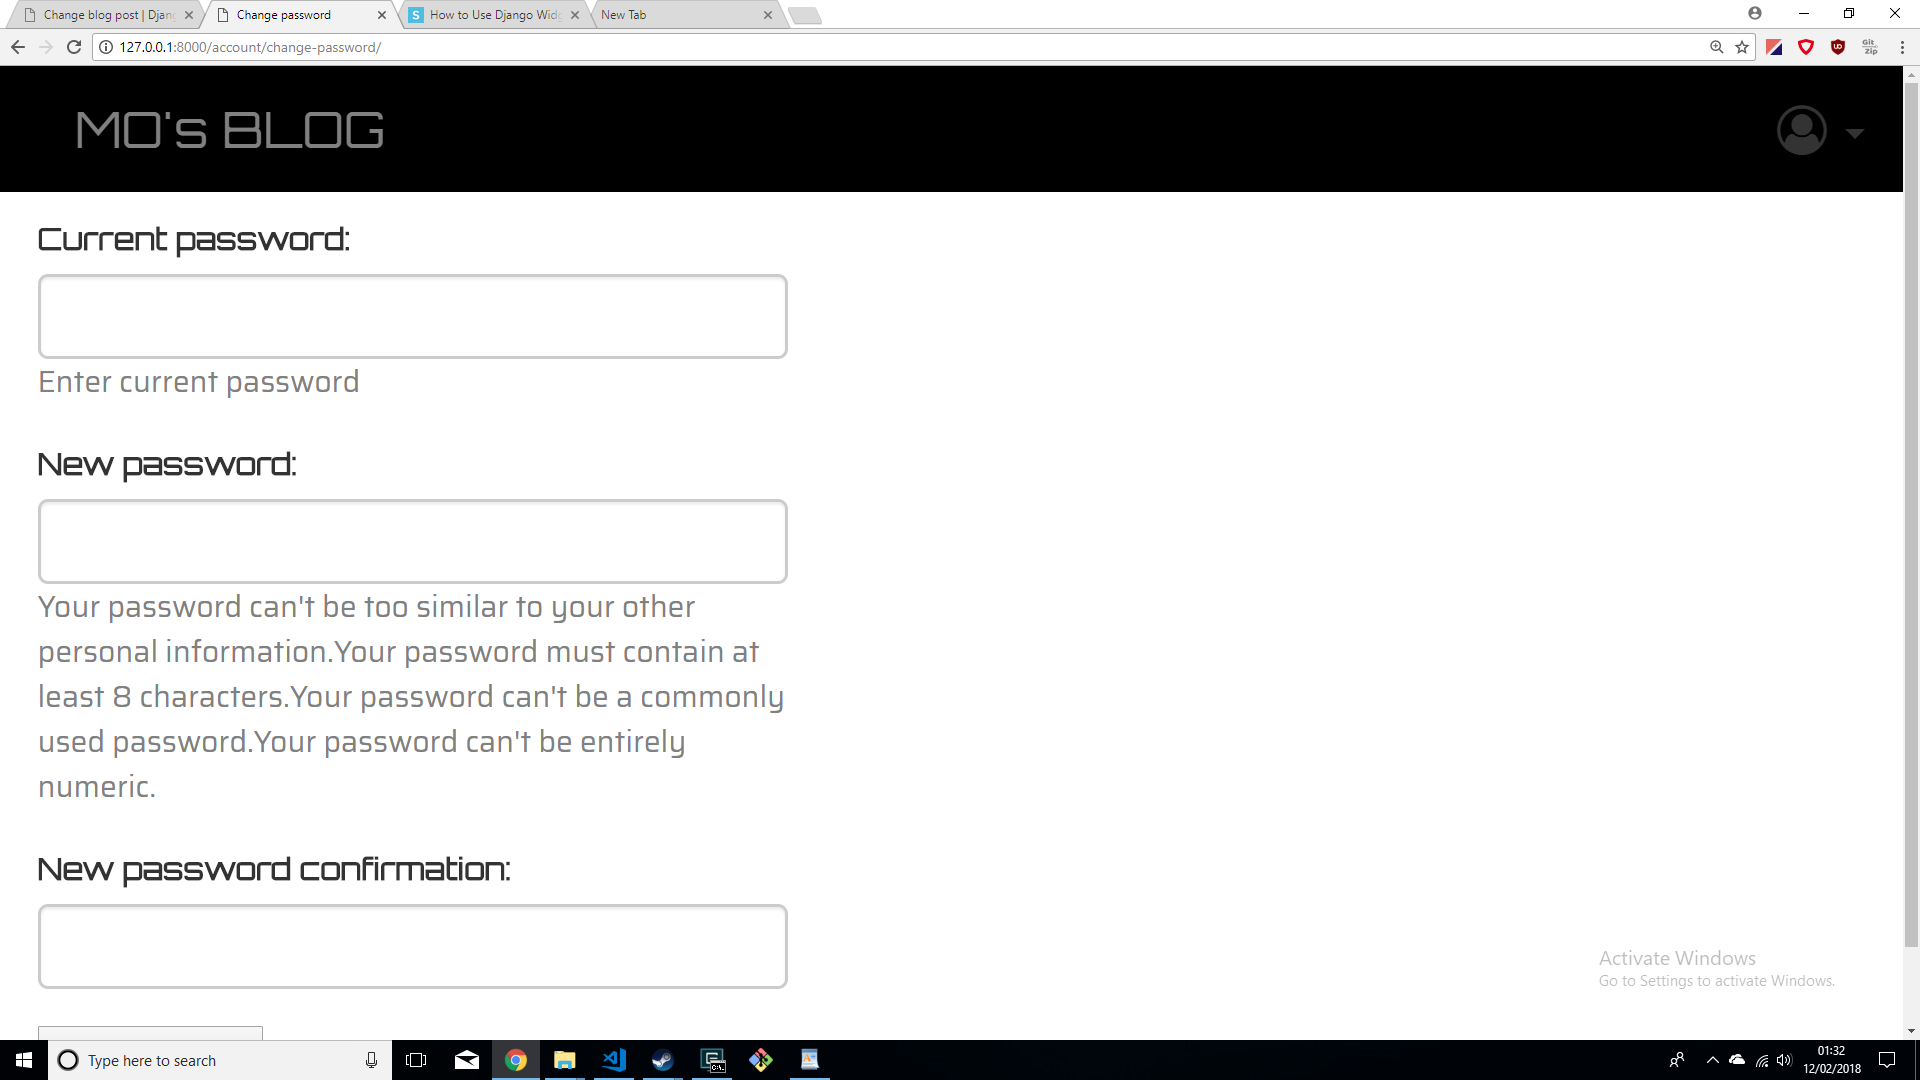 Change blog post | Djang
Change password
S How to Use Django Widg
New Tab
127.0.0.1:8000/account/change-password/
Git
Zip
MO's BLOG
Current password:
Enter current password
New password:
Your password can't be too similar to your other
personal information.Your password must contain at
least 8 characters.Your password can't be a commonly
used password.Your password can't be entirely
numeric.
New password confirmation:
Activate Windows
Go to Settings to activate Windows.
Type here to search
01:32
12/02/2018